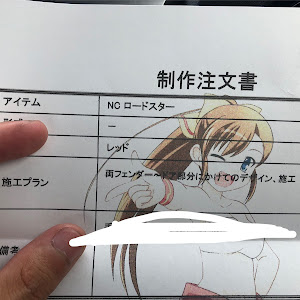 制作注文書
アイテム NC ロードスター
ー
レッド
施工プラン 両フェンダー～ドア部分にかけてのデザイン、施工
備考